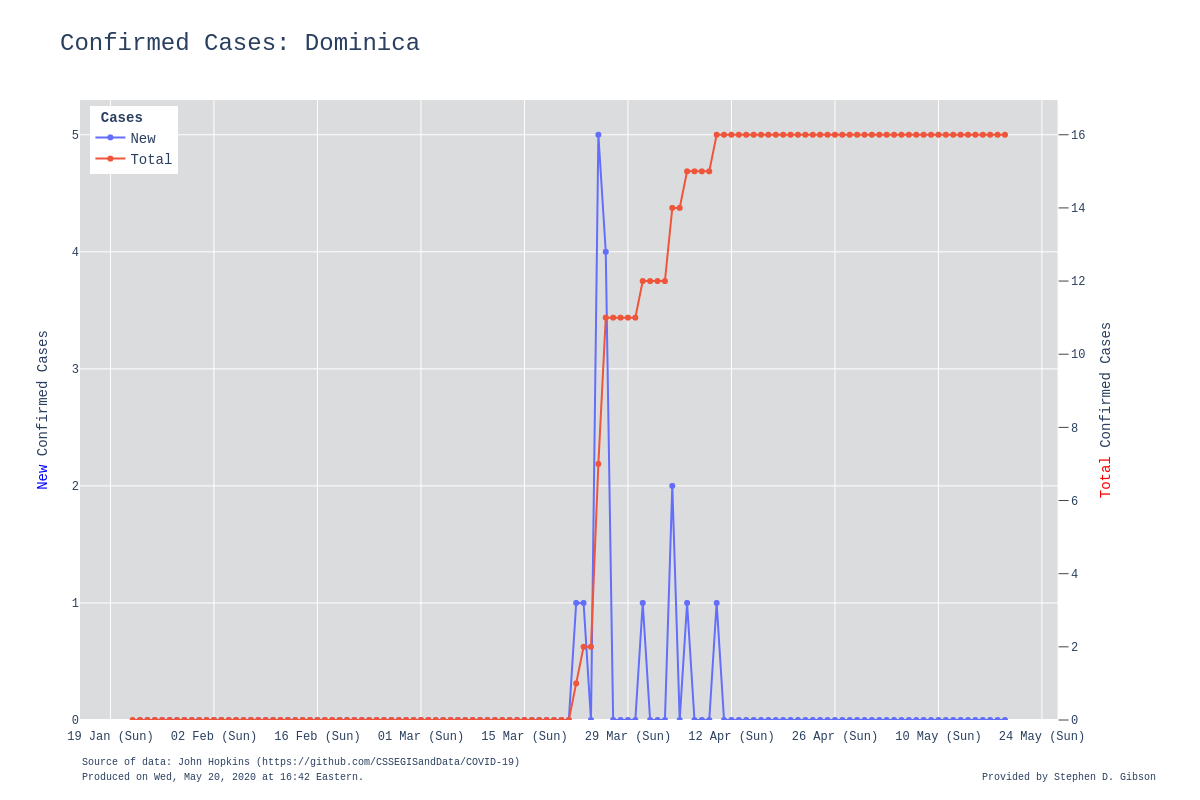 Confirmed Cases: Dominica
Cases
New
Total
5
4
3
2
1
0
New Confirmed Cases
16
14
12
10
8
6
4
2
0
Total Confirmed Cases
19 Jan (Sun) 02 Feb (Sun) 16 Feb (Sun) 01 Mar (Sun) 15 Mar (Sun) 29 Mar (Sun) 12 Apr (Sun) 26 Apr (Sun) 10 May (Sun) 24 May (Sun)
Source of data: John Hopkins (https://github.com/CSSEGISandData/COVID-19)
Produced on Wed, May 20, 2020 at 16:42 Eastern.
Provided by Stephen D. Gibson